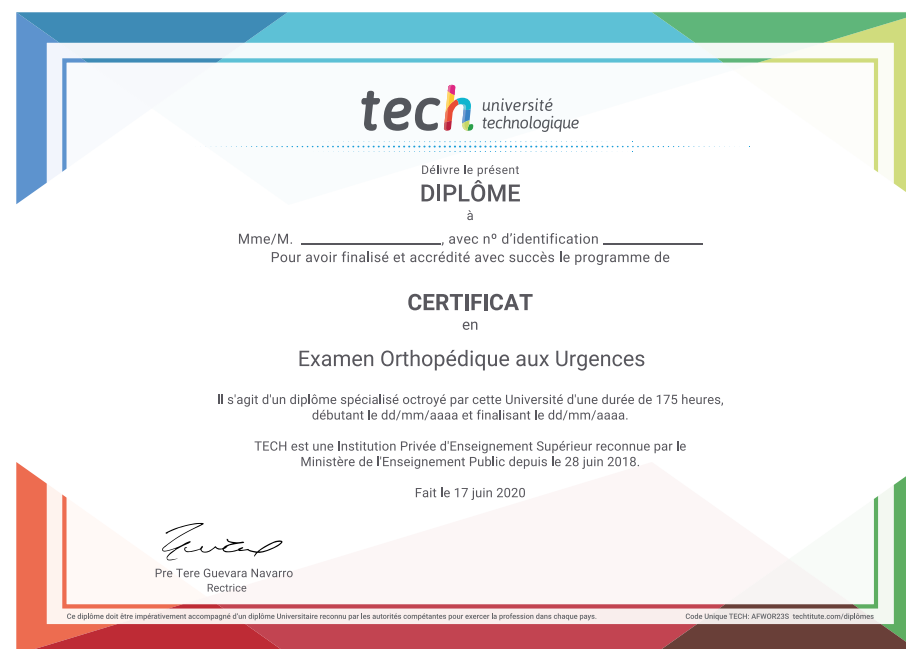 tech université
technologique
Délivre le présent
DIPLÔME
à
Mme/M. ____________________, avec nº d'identification ______________
Pour avoir finalisé et accrédité avec succès le programme de
CERTIFICAT
en
Examen Orthopédique aux Urgences
Il s'agit d'un diplôme spécialisé octroyé par cette Université d'une durée de 175 heures,
débutant le dd/mm/aaaa et finalisant le dd/mm/aaaa.
TECH est une Institution Privée d'Enseignement Supérieur reconnue par le
Ministère de l'Enseignement Public depuis le 28 juin 2018.
Fait le 17 juin 2020
Pre Tere Guevara Navarro
Rectrice
Ce diplôme doit être impérativement accompagné d'un diplôme Universitaire reconnu par les autorités compétantes pour exercer la profession dans chaque pays.
Code Unique TECH: AFWOR23S techtitute.com/diplômes